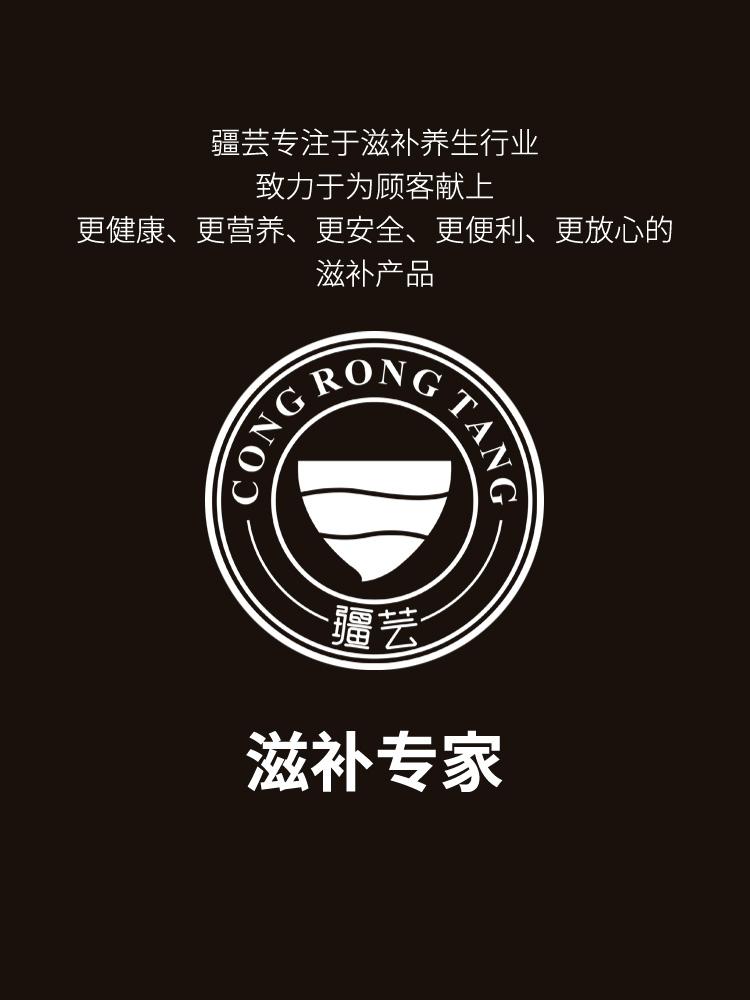 疆芸专注于滋补养生行业
致力于为顾客献上
更健康、更营养、更安全、更便利、更放心的
滋补产品
CONG RONG TANG
疆芸
滋补专家